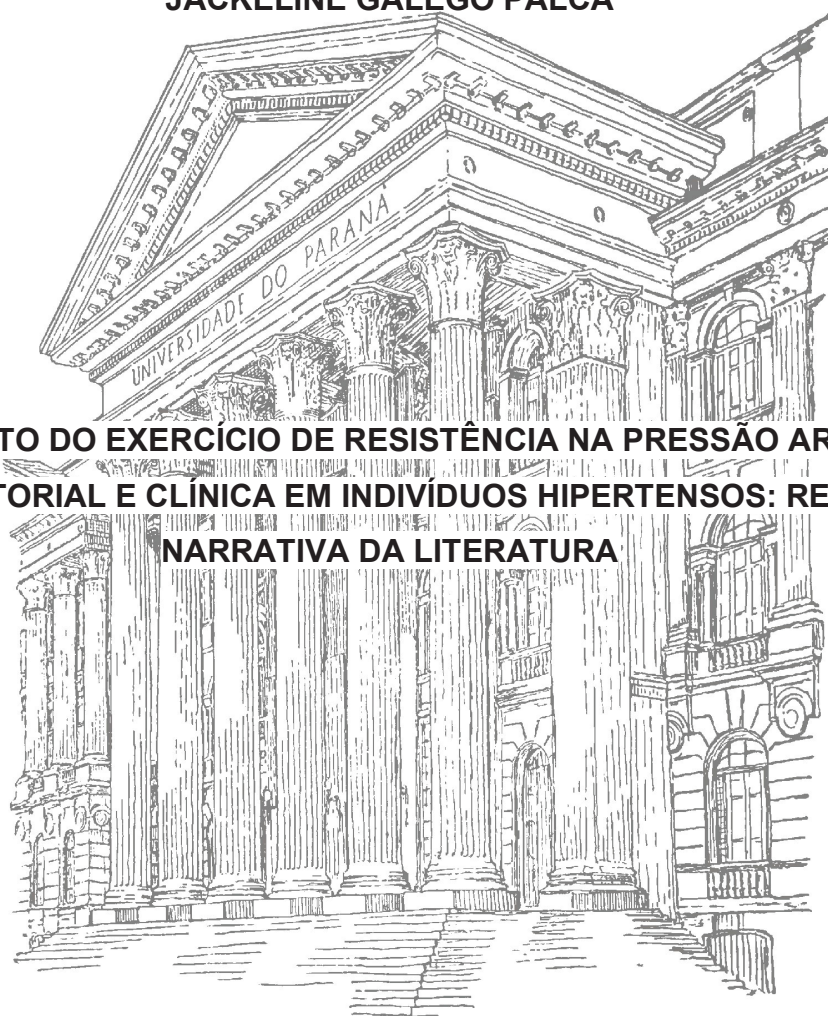 JACKELINE GALEGO PALCA
UNIVERSIDADE DO PARANÁ
TO DO EXERCÍCIO DE RESISTÊNCIA NA PRESSÃO AR
TORIAL E CLÍNICA EM INDIVÍDUOS HIPERTENSOS: RE
NARRATIVA DA LITERATURA